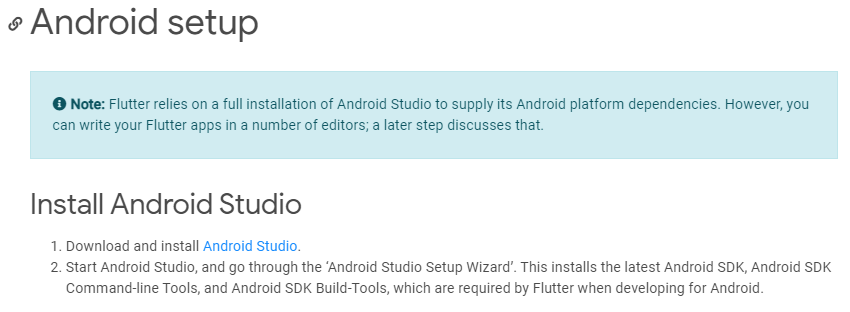 Android setup
Note: Flutter relies on a full installation of Android Studio to supply its Android platform dependencies. However, you
can write your Flutter apps in a number of editors; a later step discusses that.
Install Android Studio
1. Download and install Android Studio.
2. Start Android Studio, and go through the ‘Android Studio Setup Wizard’. This installs the latest Android SDK, Android SDK
Command-line Tools, and Android SDK Build-Tools, which are required by Flutter when developing for Android.